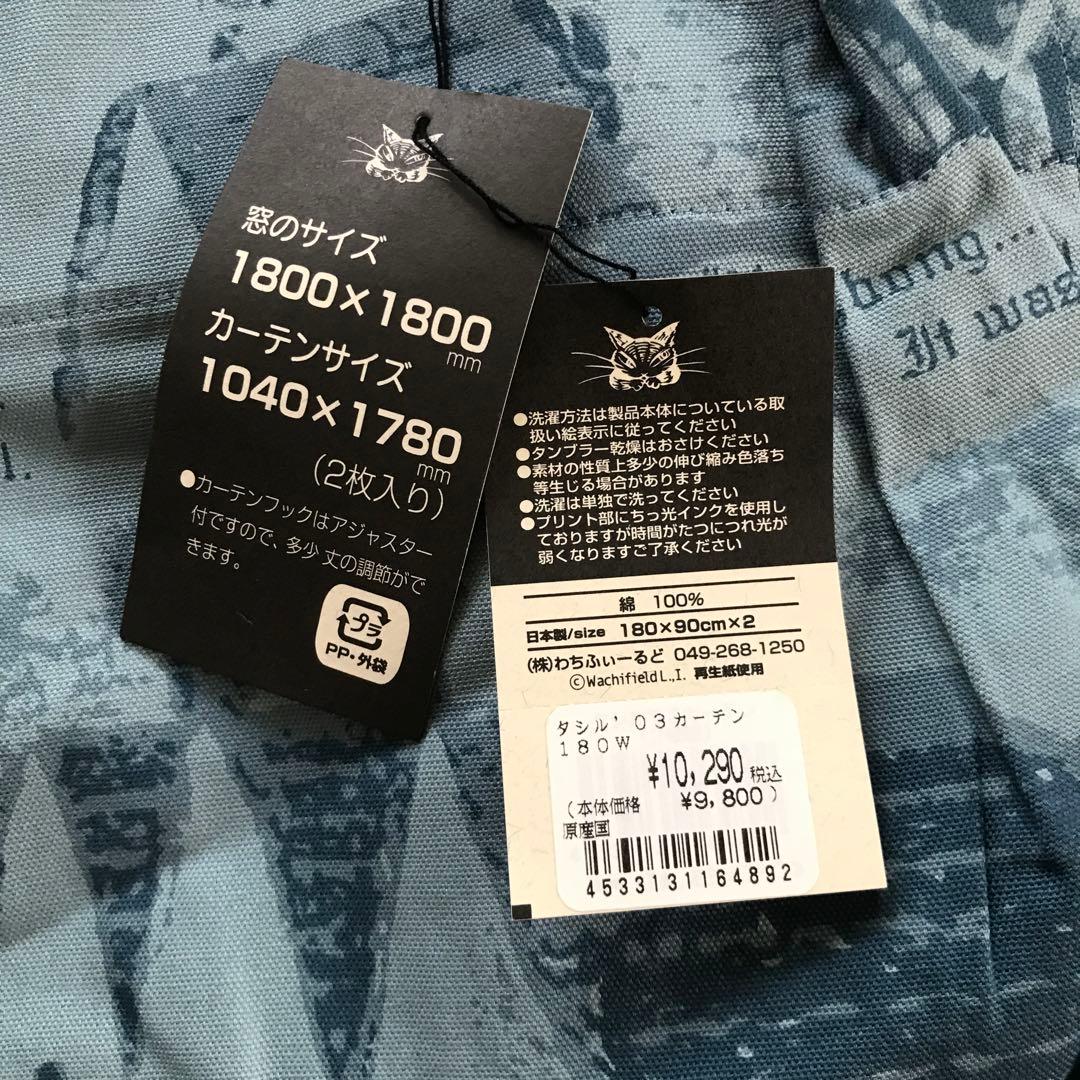 窓のサイズ
1800×1800
mm
カーテンサイズ
1040×1780
mm
(2枚入り)
●カーテンフックはアジャスター
付ですので、多少丈の調節がで
きます。
プラ
PP・外袋
●洗濯方法は製品本体についている取
扱い絵表示に従ってください
●タンブラー乾燥はおさけください
●素材の性質上多少の伸び縮み色落ち
等生じる場合があります
●洗濯は単独で洗ってください
●プリント部にちっ光インクを使用し
ておりますが時間がたつにつれ光が
弱くなりますご了承ください
綿 100%
日本製/size 180×90cm×2
(株)わちふぃーるど 049-268-1250
©Wachifield L.,I. 再生紙使用
タシル'03カーテン
180W
¥10,290税込
(本体価格 ¥9,800)
原産国
4533131164892
It was